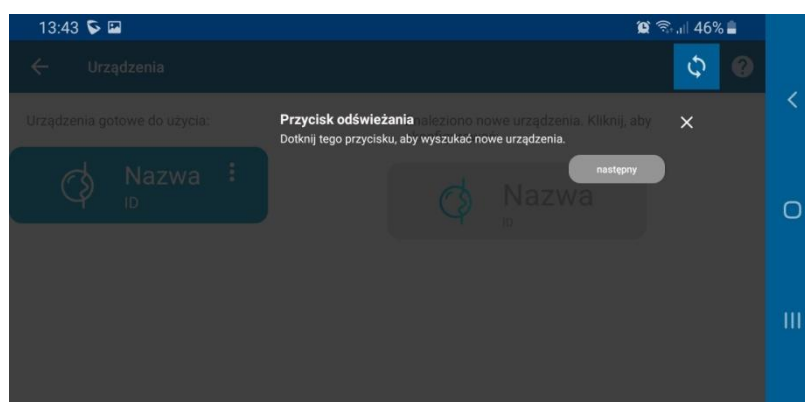 13:43
46%
Urządzenia
Urządzenia gotowe do użycia:
Przycisk odświeżania
naleziono nowe urządzenia. Kliknij, aby
Dotknij tego przycisku, aby wyszukać nowe urządzenia.
następny
Nazwa
ID
Nazwa
ID